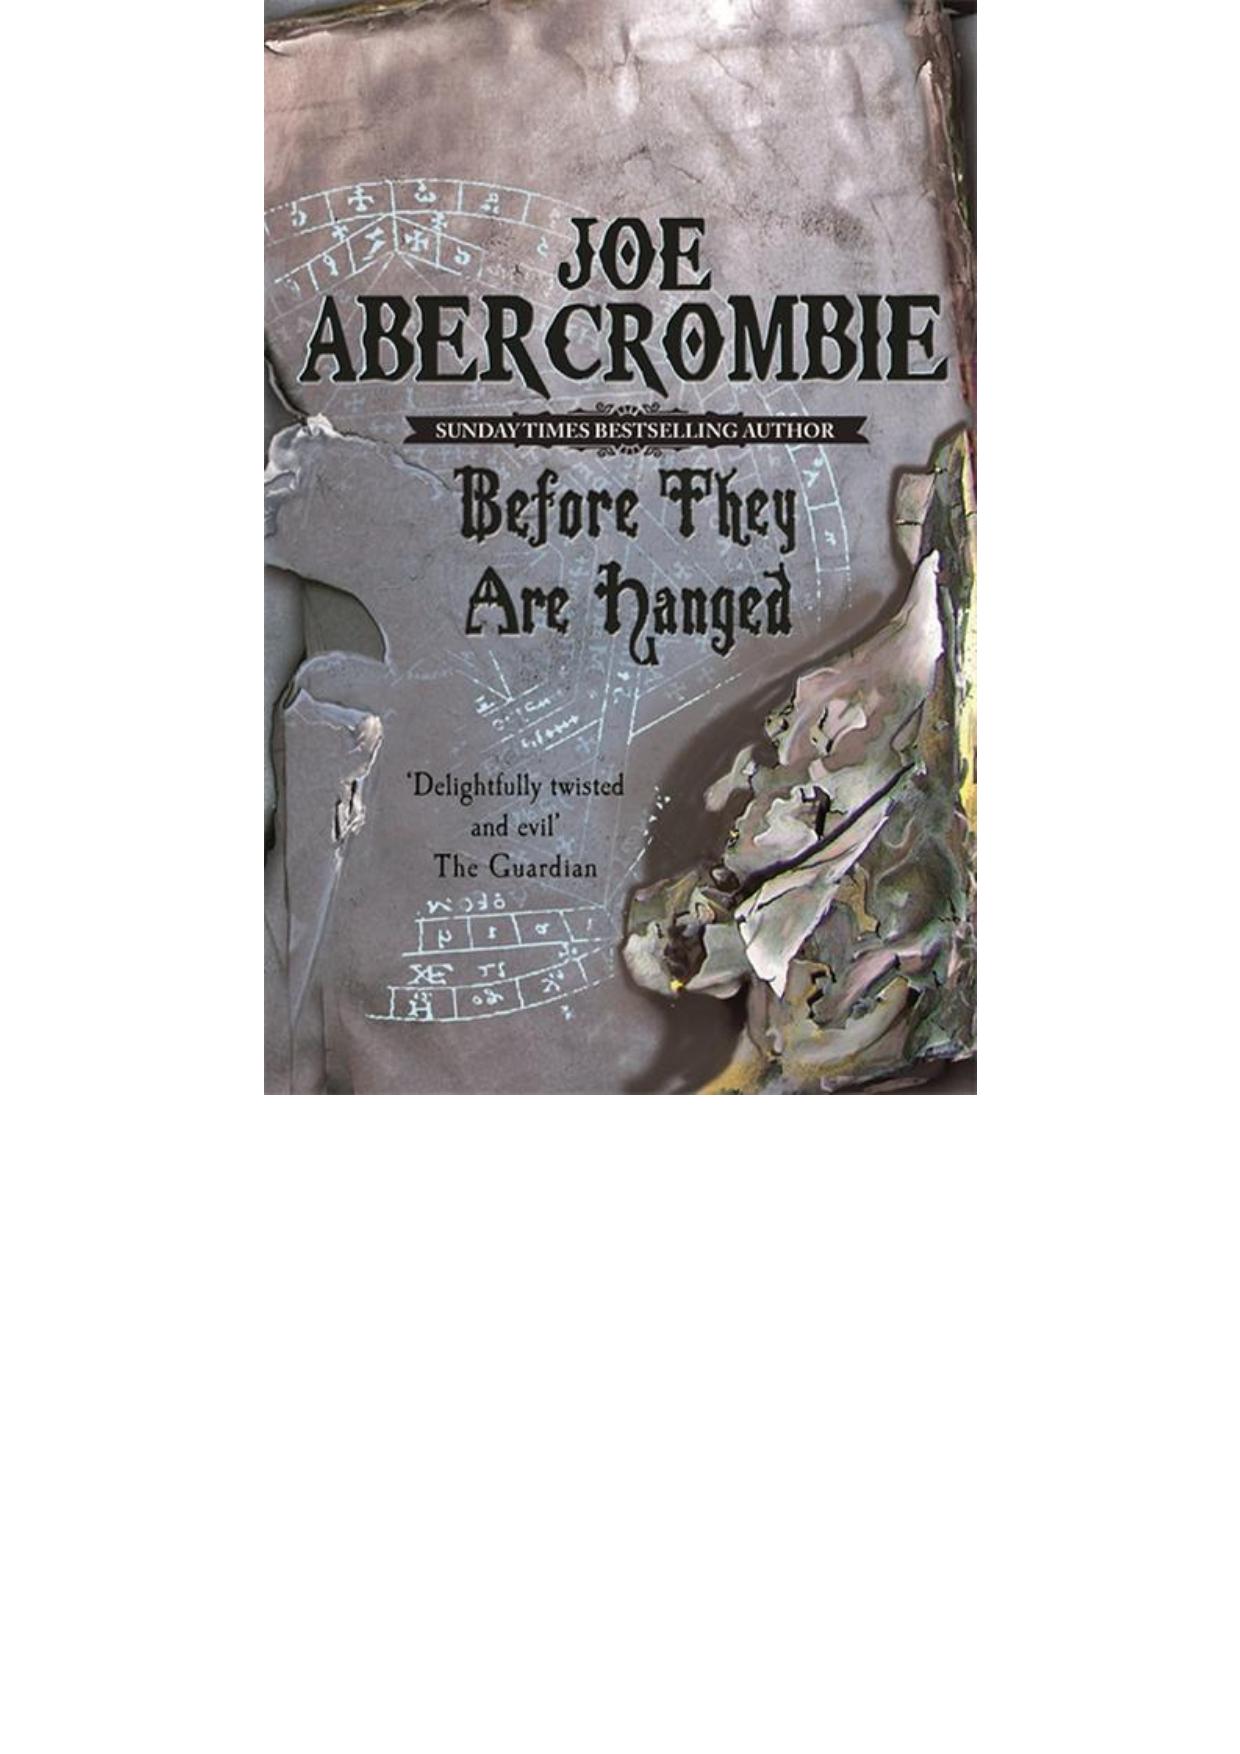 JOE
ABERCROMBIE
SUNDAY TIMES BESTSELLING AUTHOR
Before They
Are Hanged
‘Delightfully twisted
and evil’
The Guardian